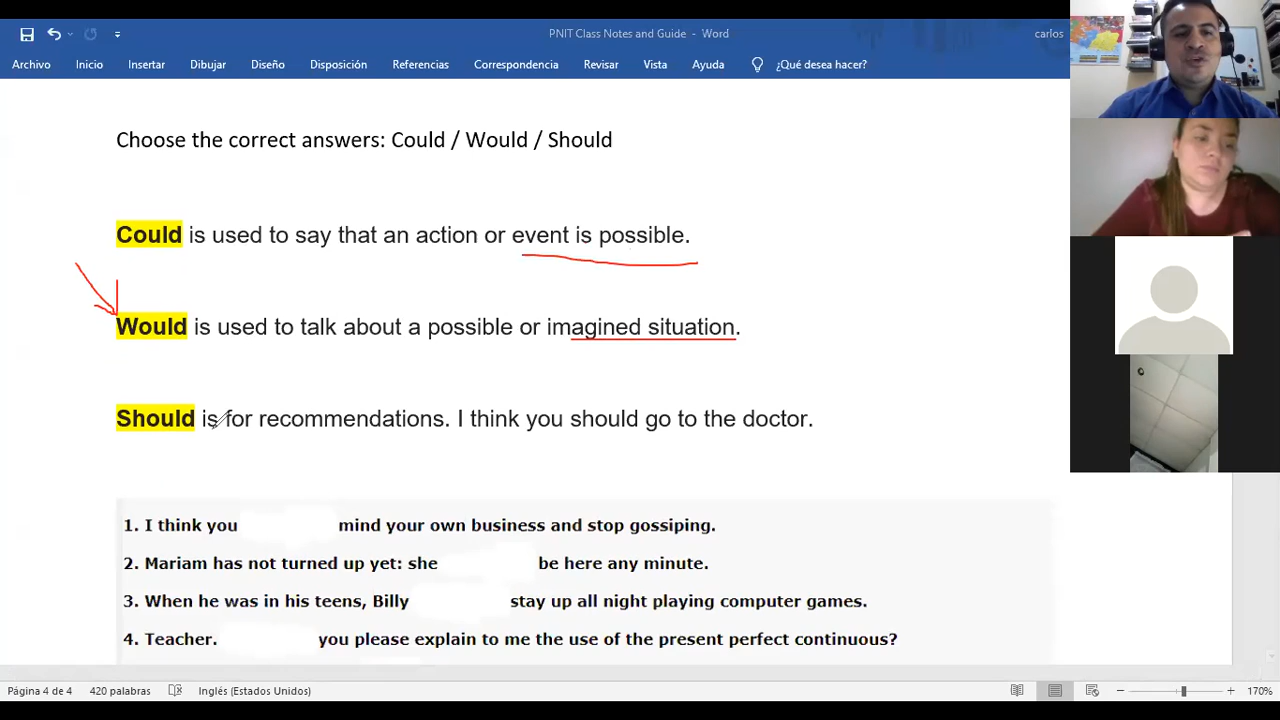 PNIT Class Notes and Guide - Word
carlos
Archivo Inicio Insertar Dibujar Diseño Disposición Referencias Correspondencia Revisar Vista Ayuda ¿Qué desea hacer?
Choose the correct answers: Could / Would / Should
Could is used to say that an action or event is possible.
Would is used to talk about a possible or imagined situation.
Should is for recommendations. I think you should go to the doctor.
1. I think you mind your own business and stop gossiping.
2. Mariam has not turned up yet: she be here any minute.
3. When he was in his teens, Billy stay up all night playing computer games.
4. Teacher. you please explain to me the use of the present perfect continuous?
Página 4 de 4 420 palabras Inglés (Estados Unidos) 170%